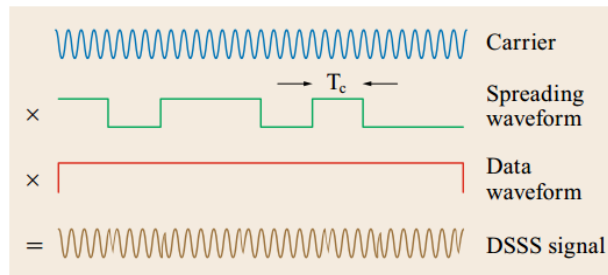 Carrier
T_c
× Spreading
waveform
× Data
waveform
= DSSS signal